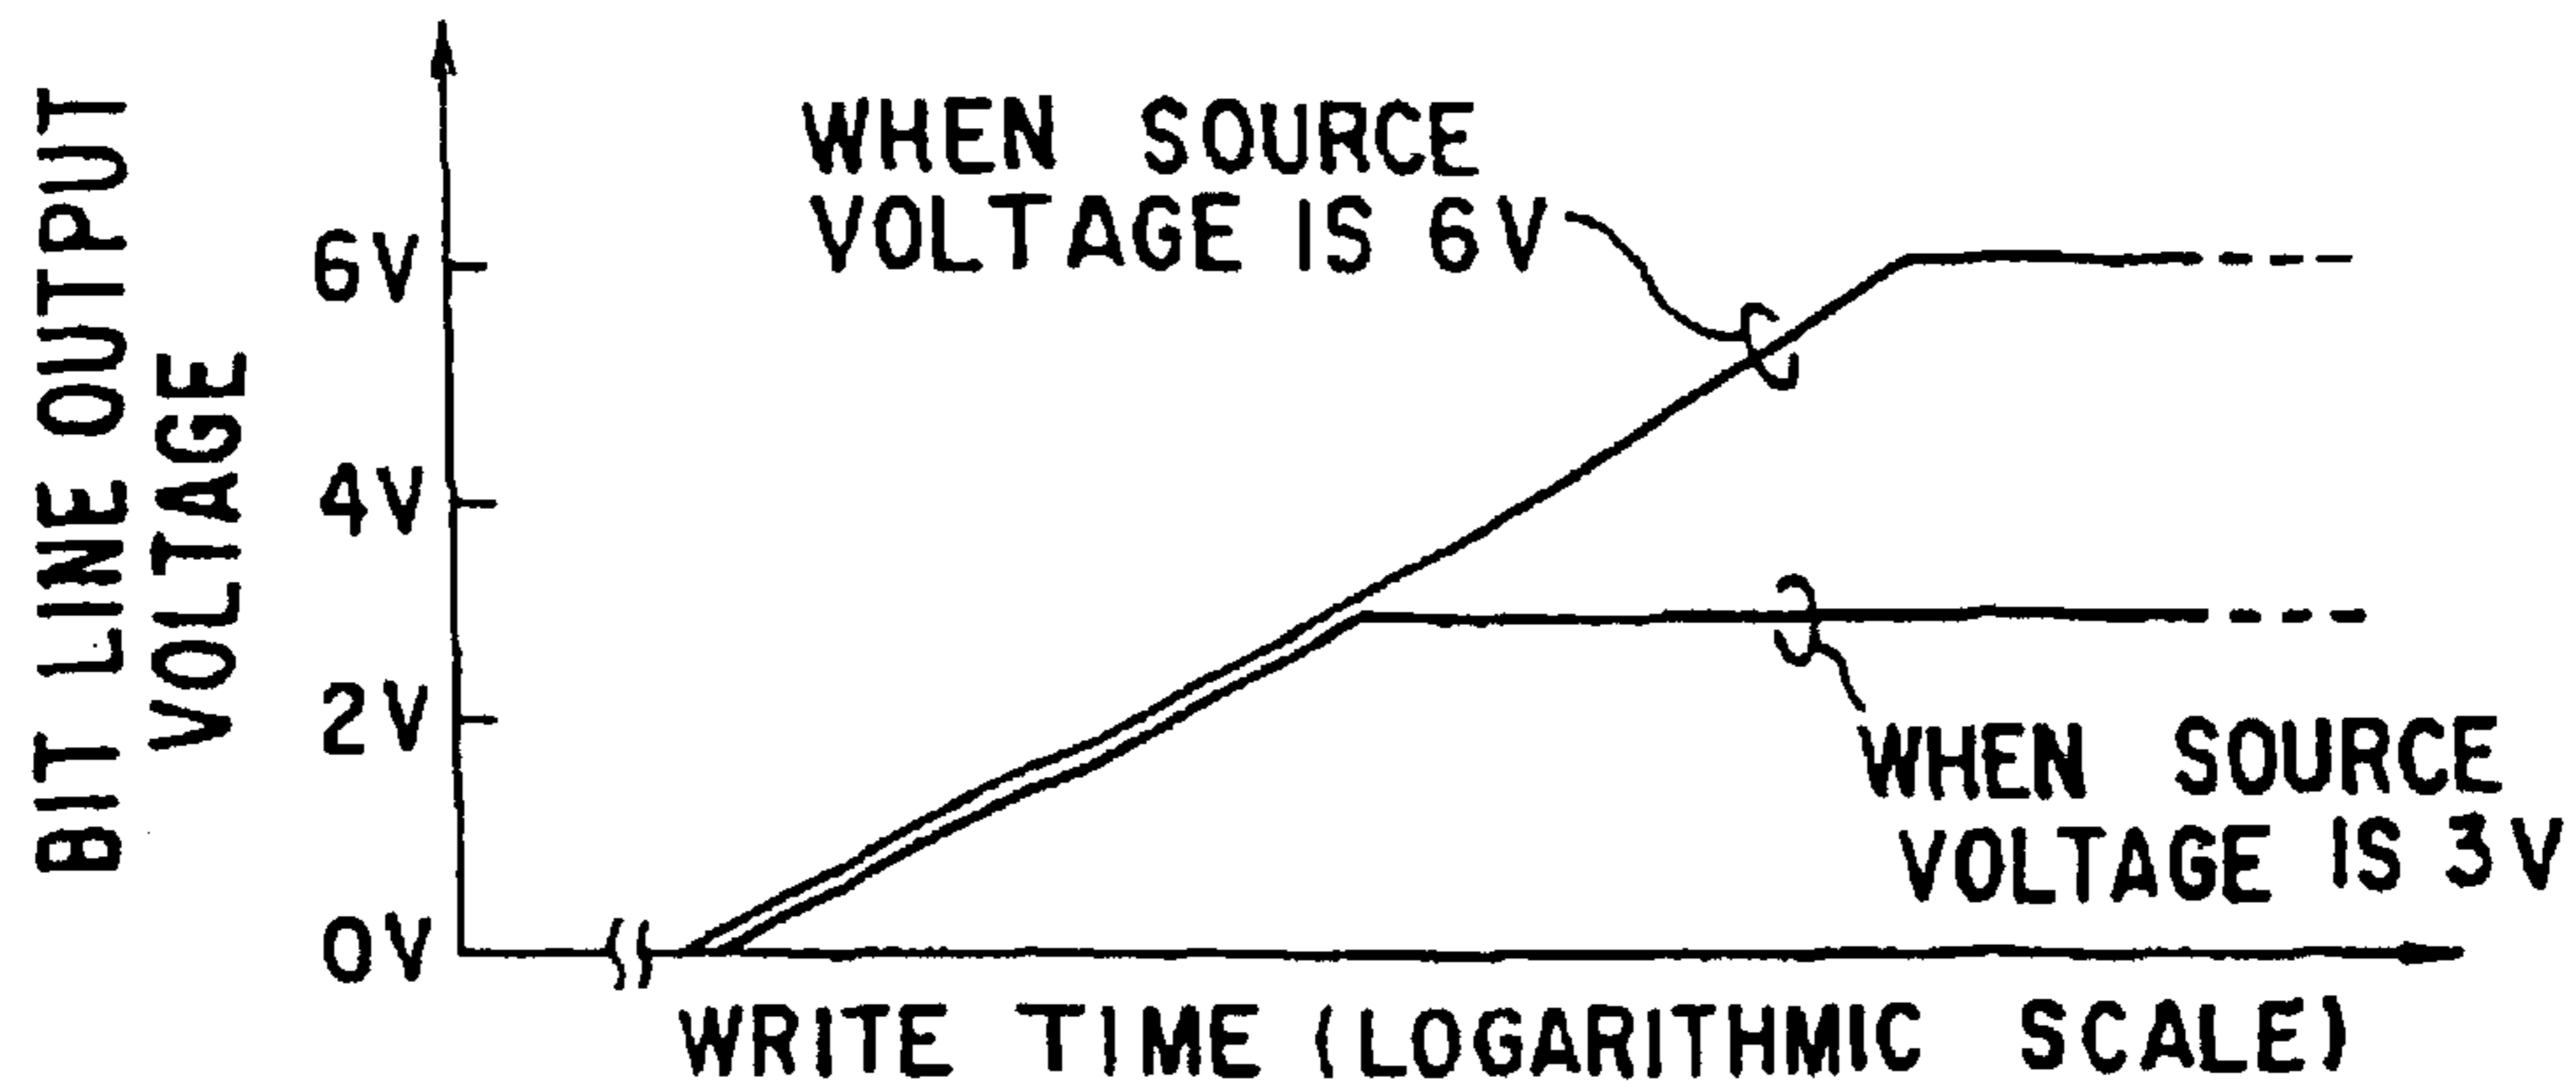 BIT LINE OUTPUT
VOLTAGE
6V
4V
2V
0V
WHEN SOURCE
VOLTAGE IS 6V
WHEN SOURCE
VOLTAGE IS 3V
WRITE TIME (LOGARITHMIC SCALE)